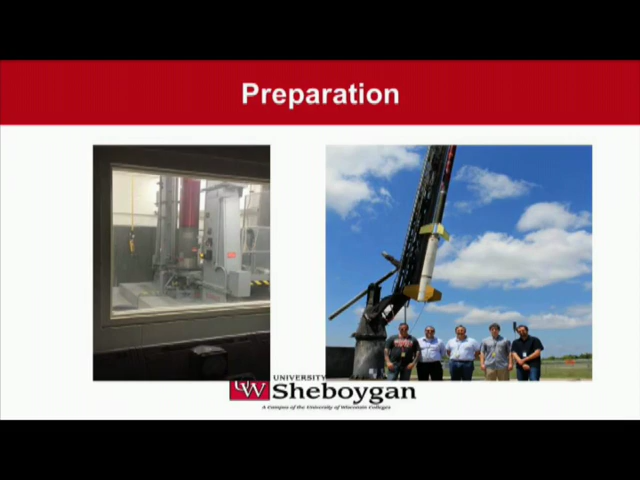 Preparation
UNIVERSITY
UW Sheboygan
A Campus of the University of Wisconsin Colleges